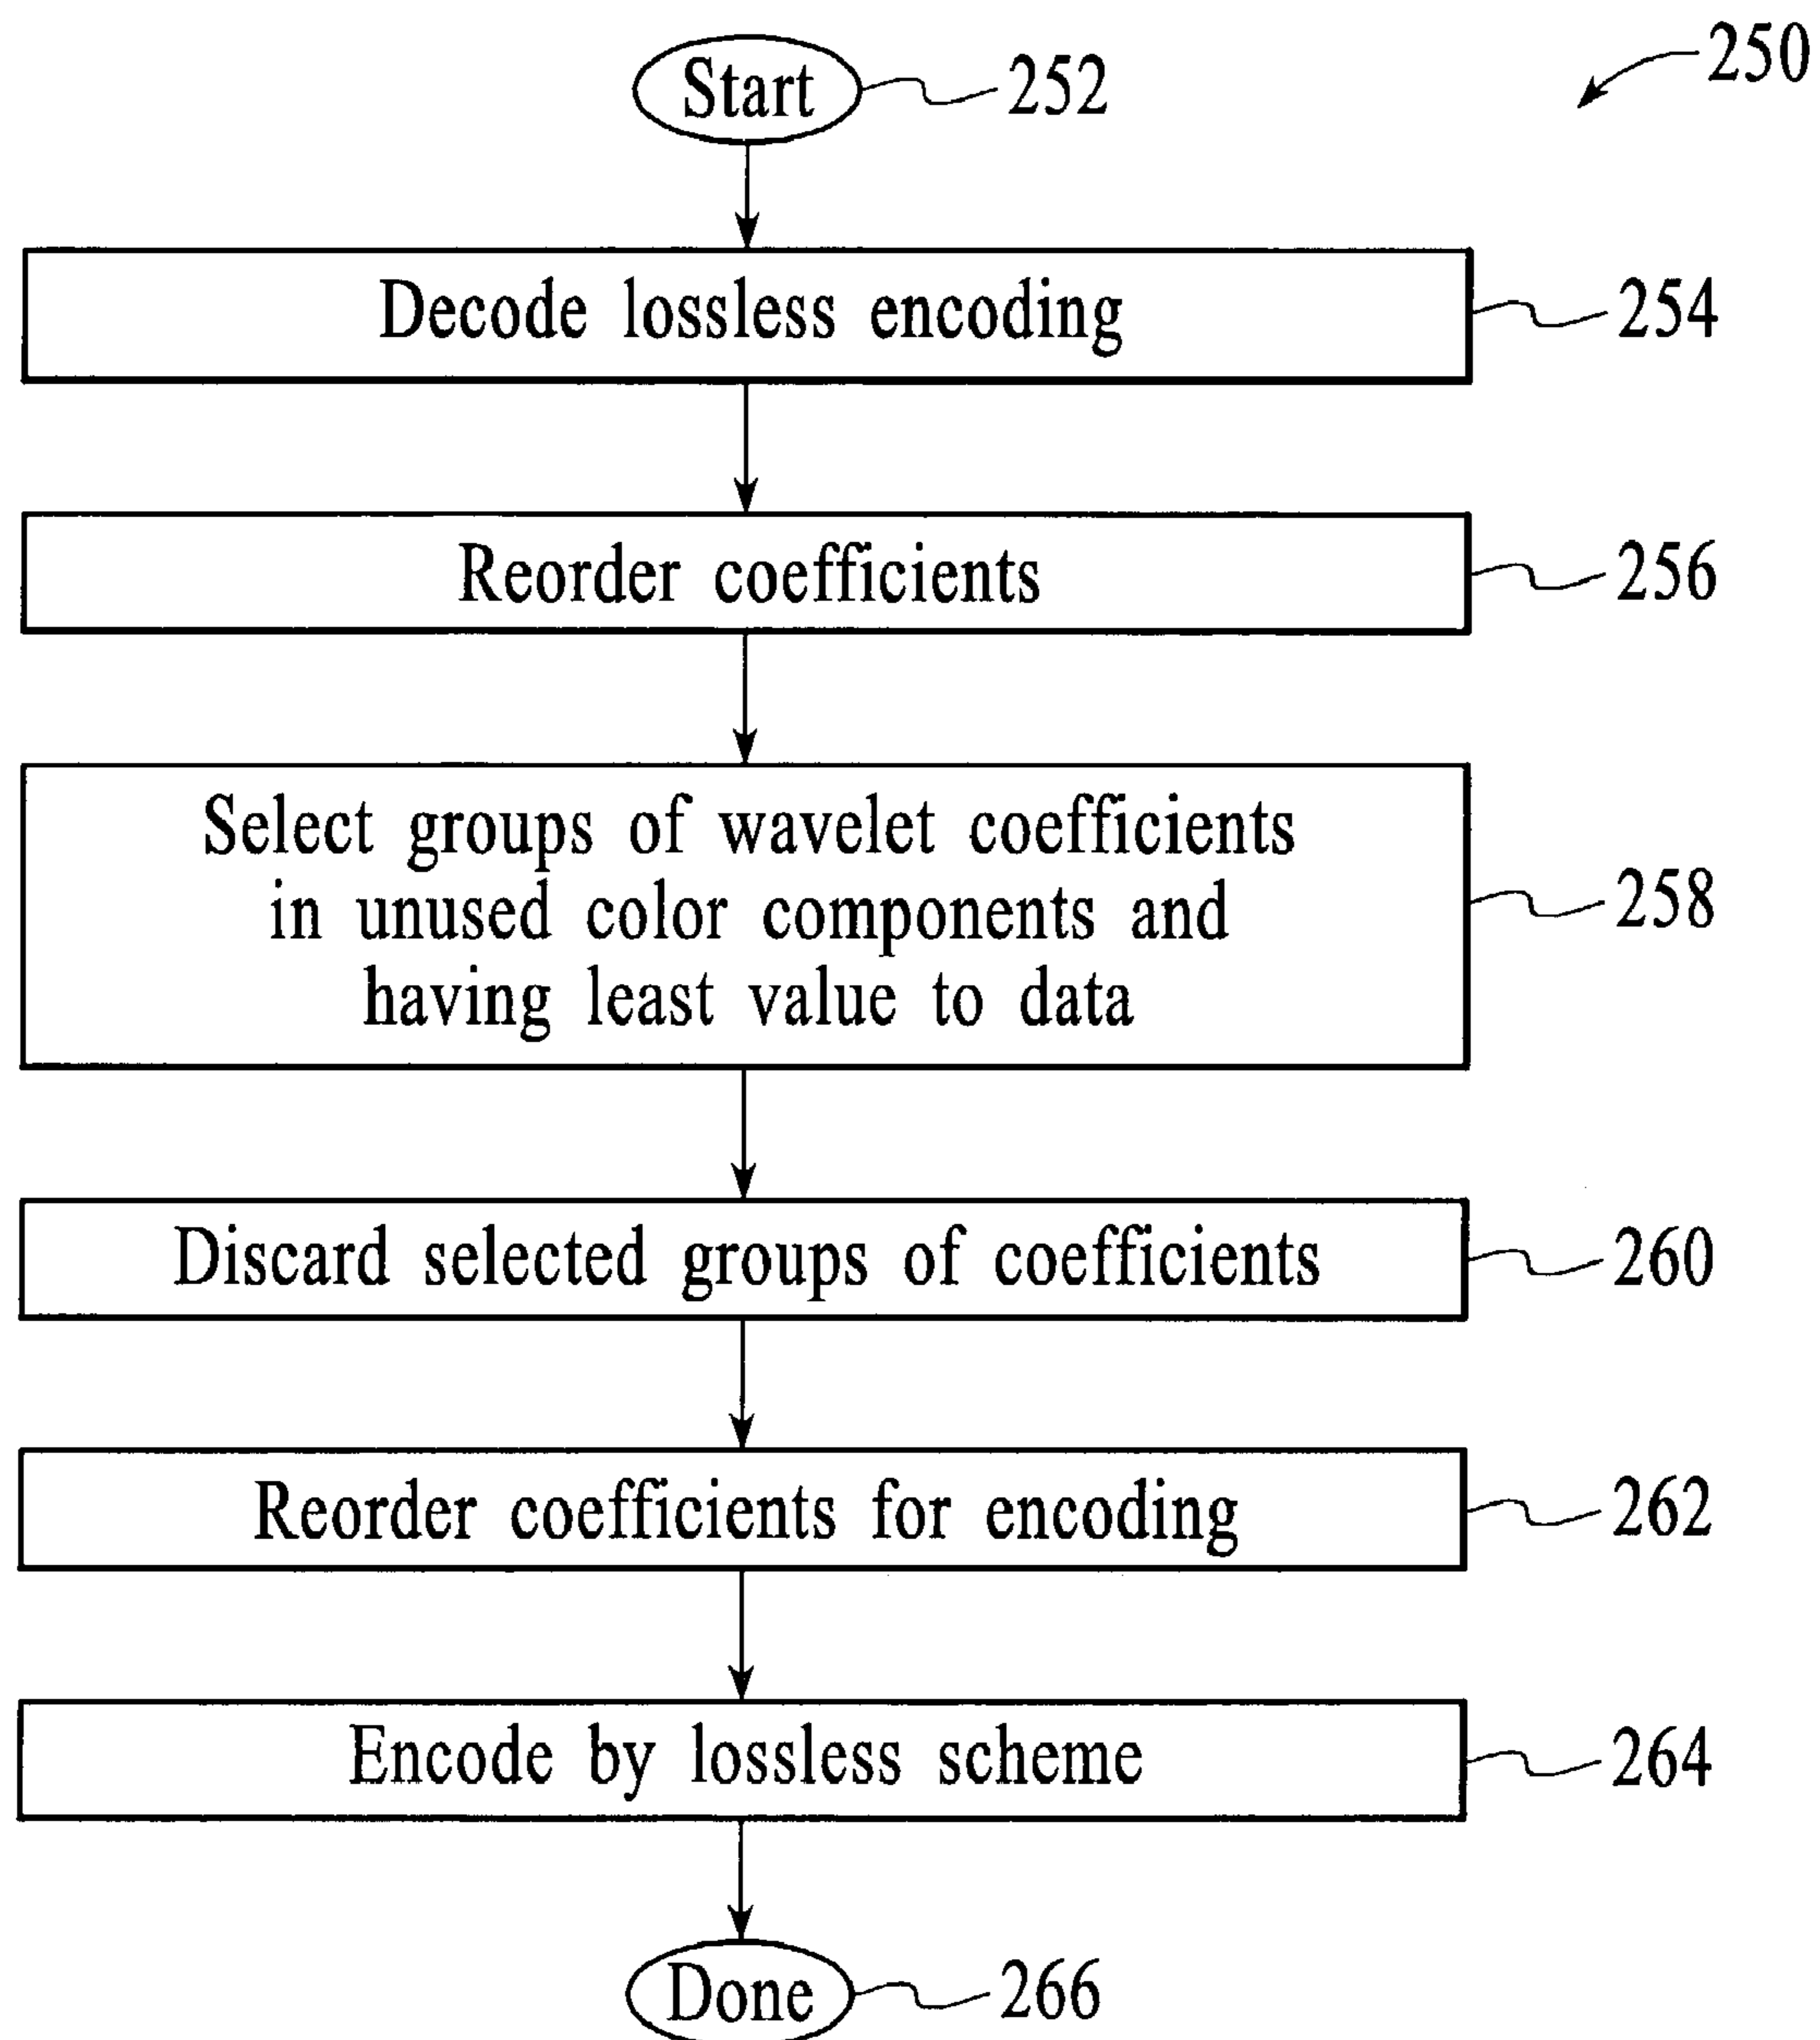 250
Start
252
Decode lossless encoding
254
Reorder coefficients
256
Select groups of wavelet coefficients
in unused color components and
having least value to data
258
Discard selected groups of coefficients
260
Reorder coefficients for encoding
262
Encode by lossless scheme
264
Done
266